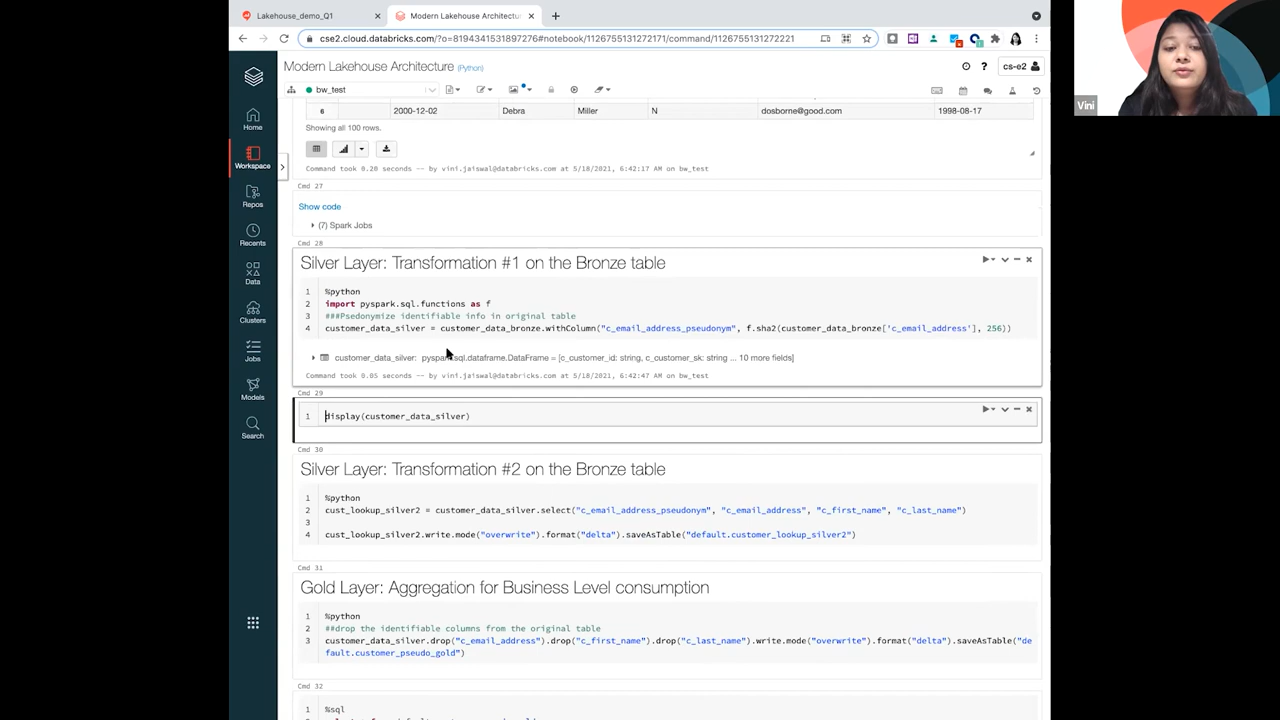 Lakehouse_demo_Q1
Modern Lakehouse Architectu
cse2.cloud.databricks.com/?o=8194341531897276#notebook/1126755131272171/command/1126755131272221
Modern Lakehouse Architecture (Python)
cs-e2
bw_test
Home
Workspace
Repos
Recents
Data
Clusters
Jobs
Models
Search
6 2000-12-02 Debra Miller N dosborne@good.com 1998-08-17
Showing all 100 rows.
Command took 0.20 seconds -- by vini.jaiswal@databricks.com at 5/18/2021, 6:42:17 AM on bw_test
Cmd 27
Show code
(7) Spark Jobs
Cmd 28
Silver Layer: Transformation #1 on the Bronze table
1 %python
2 import pyspark.sql.functions as f
3 ###Psedonymize identifiable info in original table
4 customer_data_silver = customer_data_bronze.withColumn("c_email_address_pseudonym", f.sha2(customer_data_bronze['c_email_address'], 256))
customer_data_silver: pyspark.sql.dataframe.DataFrame = [c_customer_id: string, c_customer_sk: string ... 10 more fields]
Command took 0.05 seconds -- by vini.jaiswal@databricks.com at 5/18/2021, 6:42:47 AM on bw_test
Cmd 29
1 display(customer_data_silver)
Cmd 30
Silver Layer: Transformation #2 on the Bronze table
1 %python
2 cust_lookup_silver2 = customer_data_silver.select("c_email_address_pseudonym", "c_email_address", "c_first_name", "c_last_name")
3
4 cust_lookup_silver2.write.mode("overwrite").format("delta").saveAsTable("default.customer_lookup_silver2")
Cmd 31
Gold Layer: Aggregation for Business Level consumption
1 %python
2 ##drop the identifiable columns from the original table
3 customer_data_silver.drop("c_email_address").drop("c_first_name").drop("c_last_name").write.mode("overwrite").format("delta").saveAsTable("de
fault.customer_pseudo_gold")
Cmd 32
1 %sql
Vini